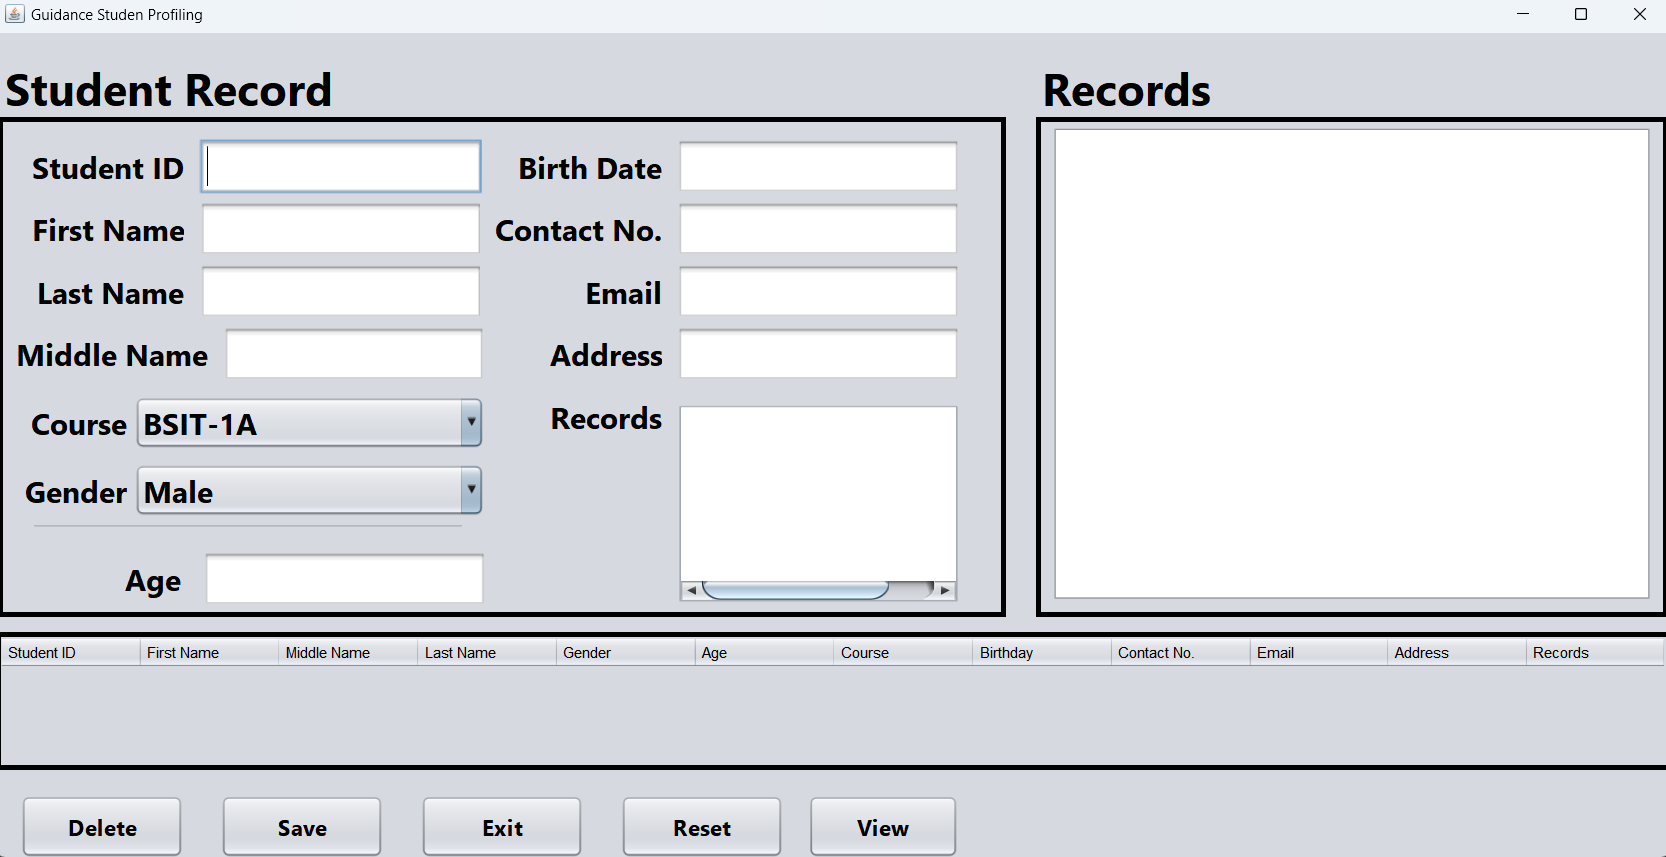 Guidance Studen Profiling
Student Record
Records
Student ID
Birth Date
First Name
Contact No.
Last Name
Email
Middle Name
Address
Course BSIT-1A
Records
Gender Male
Age
Student ID First Name Middle Name Last Name Gender Age Course Birthday Contact No. Email Address Records
Delete Save Exit Reset View